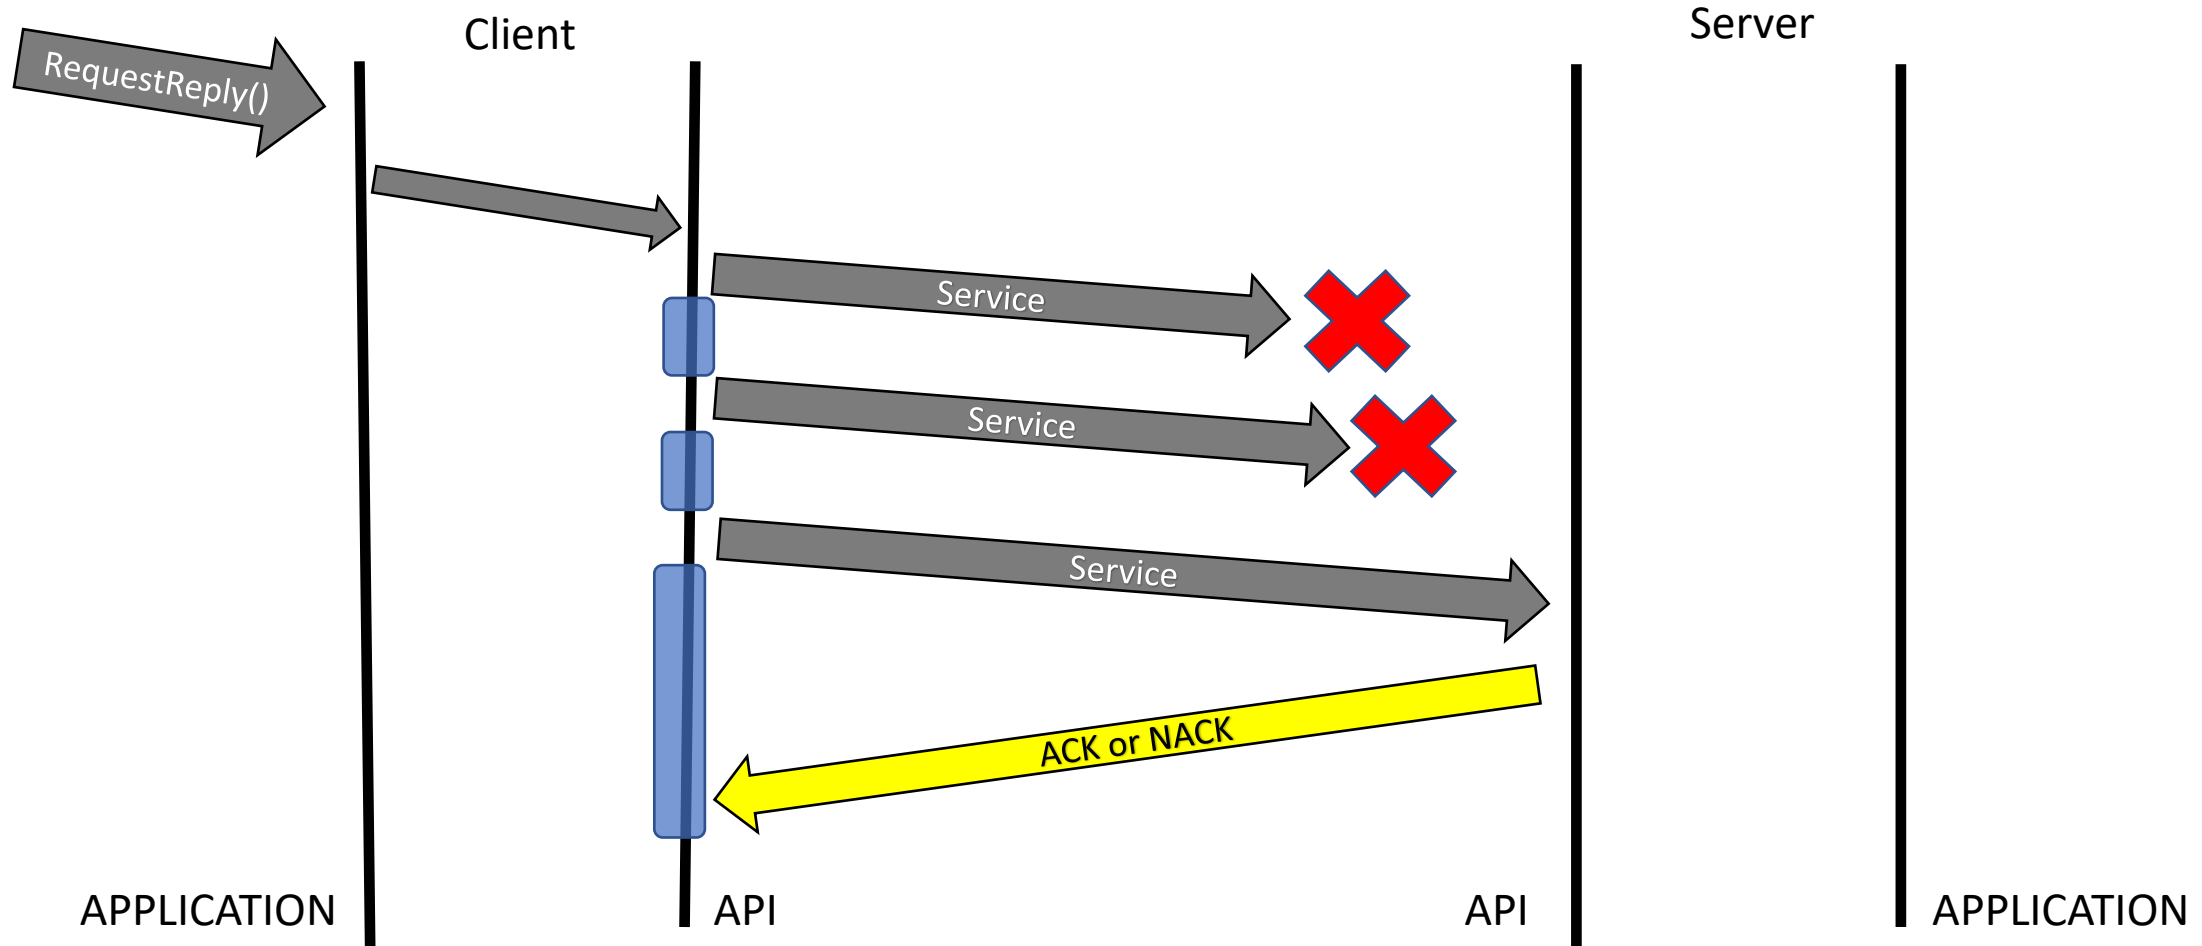 Client
Server
RequestReply()
Service
Service
Service
ACK or NACK
APPLICATION
API
API
APPLICATION